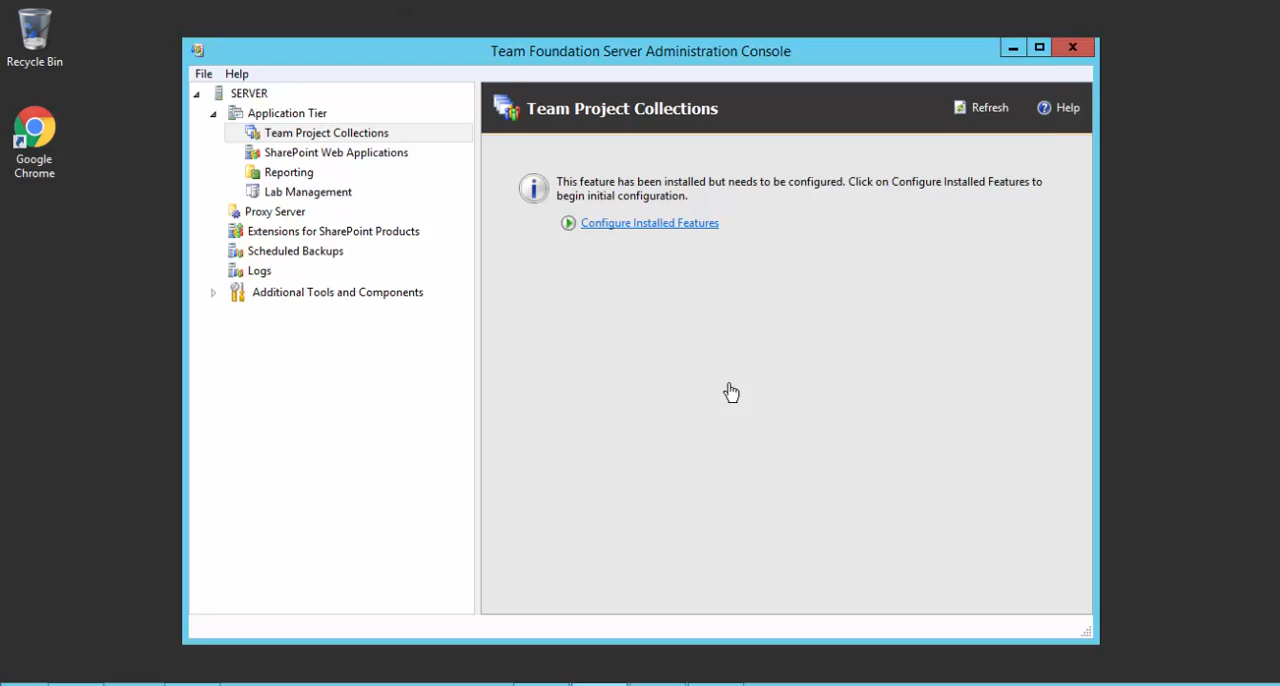 Recycle Bin
Google
Chrome
Team Foundation Server Administration Console
File Help
SERVER
Application Tier
Team Project Collections
SharePoint Web Applications
Reporting
Lab Management
Proxy Server
Extensions for SharePoint Products
Scheduled Backups
Logs
Additional Tools and Components
Team Project Collections
Refresh
Help
This feature has been installed but needs to be configured. Click on Configure Installed Features to
begin initial configuration.
Configure Installed Features